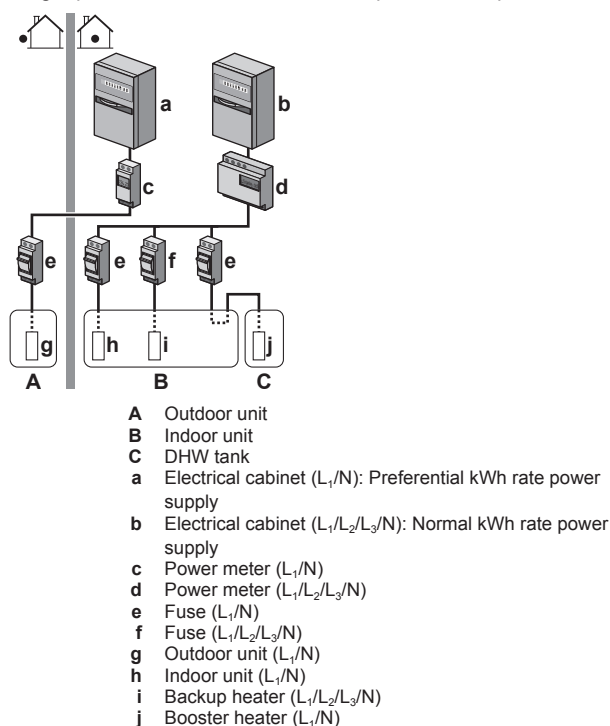 a
b
c
d
e
e
f
e
g
h
i
j
A
B
C
A Outdoor unit
B Indoor unit
C DHW tank
a Electrical cabinet (L₁/N): Preferential kWh rate power
supply
b Electrical cabinet (L₁/L₂/L₃/N): Normal kWh rate power
supply
c Power meter (L₁/N)
d Power meter (L₁/L₂/L₃/N)
e Fuse (L₁/N)
f Fuse (L₁/L₂/L₃/N)
g Outdoor unit (L₁/N)
h Indoor unit (L₁/N)
i Backup heater (L₁/L₂/L₃/N)
j Booster heater (L₁/N)